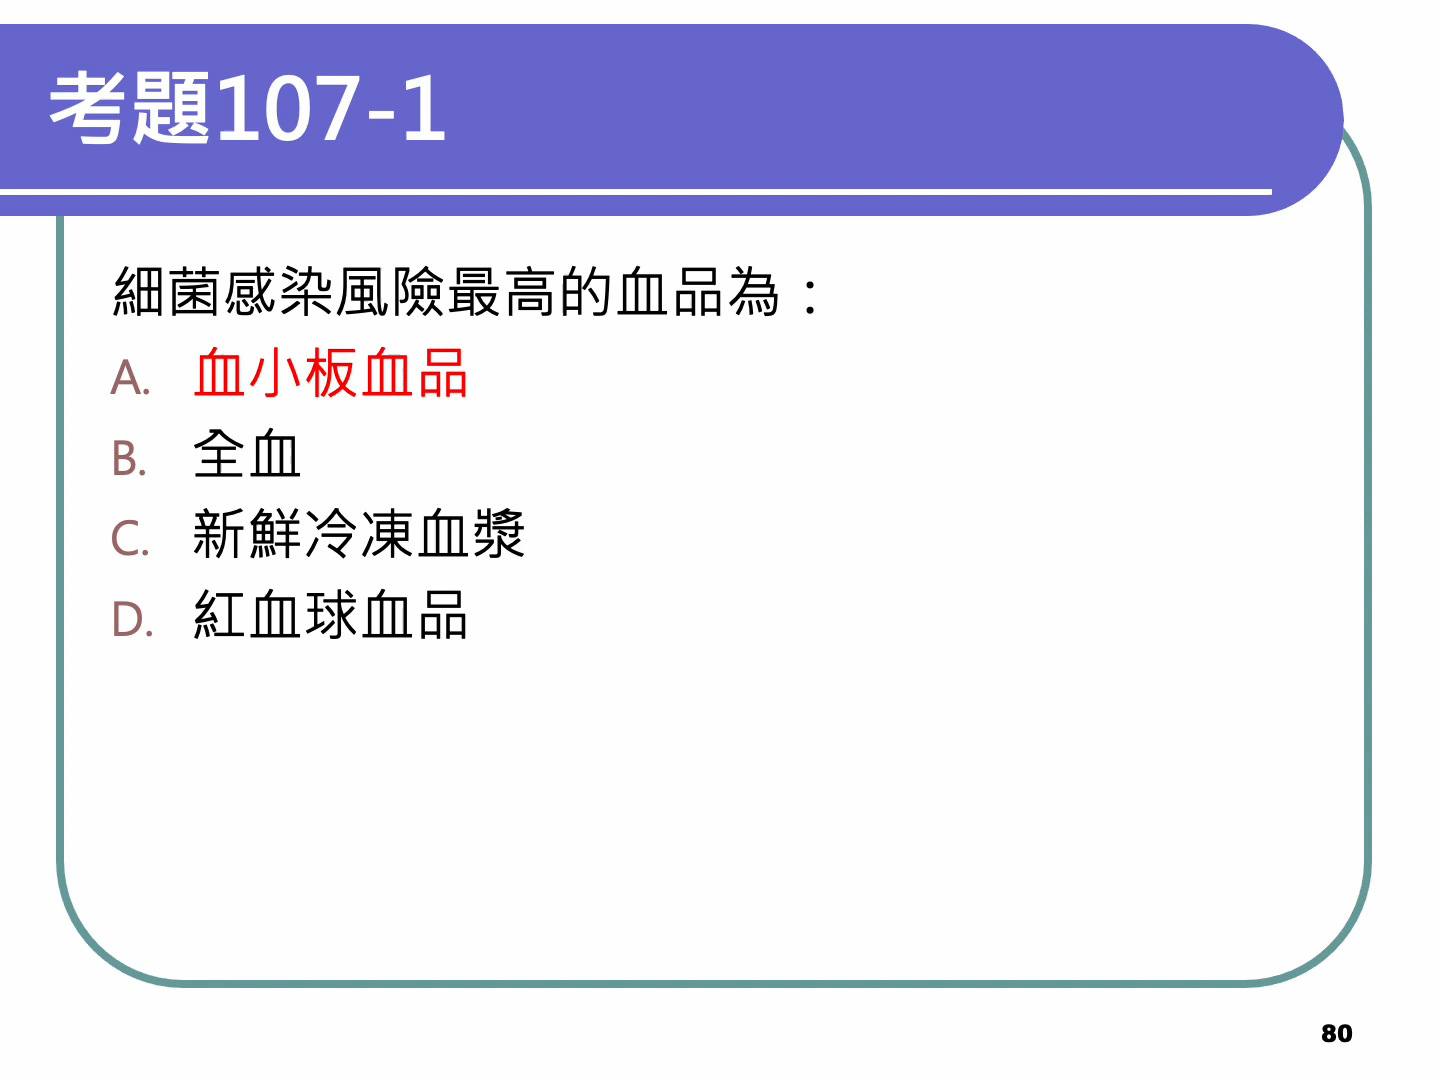 考題107-1
細菌感染風險最高的血品為：
A. 血小板血品
B. 全血
C. 新鮮冷凍血漿
D. 紅血球血品
80